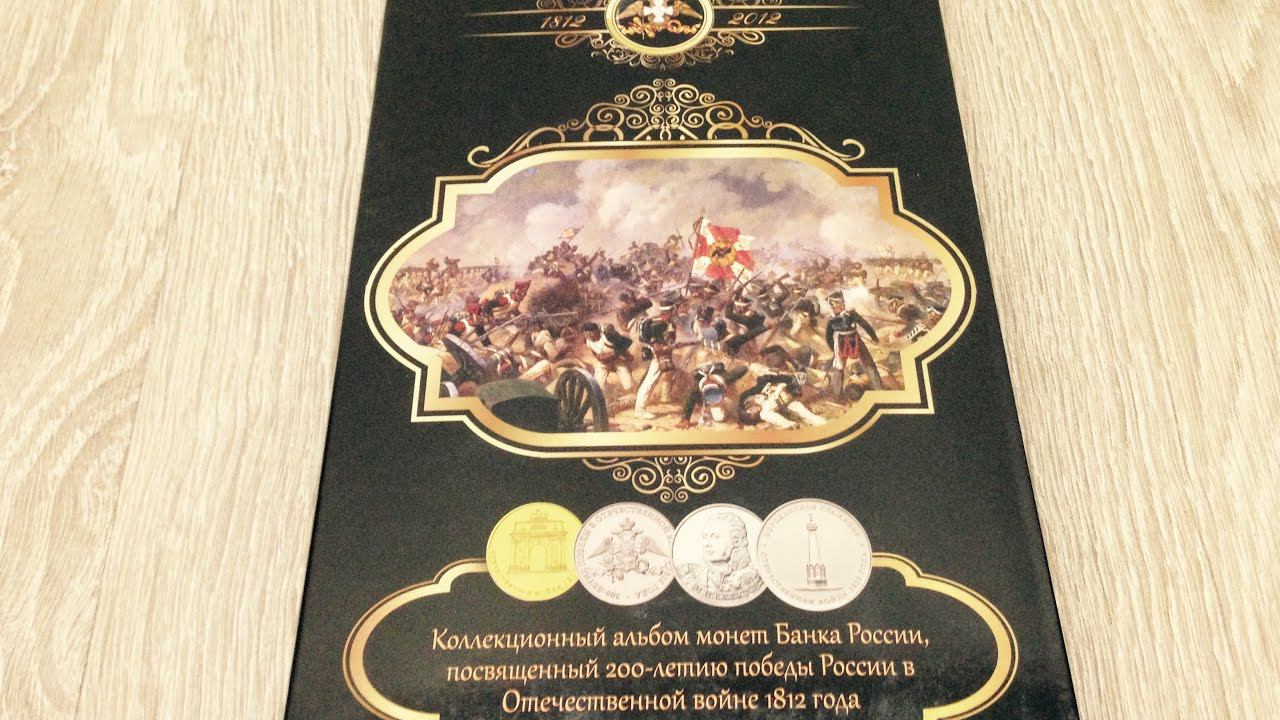 1812 2012
Коллекционный альбом монет Банка России,
посвященный 200-летию победы России в
Отечественной войне 1812 года